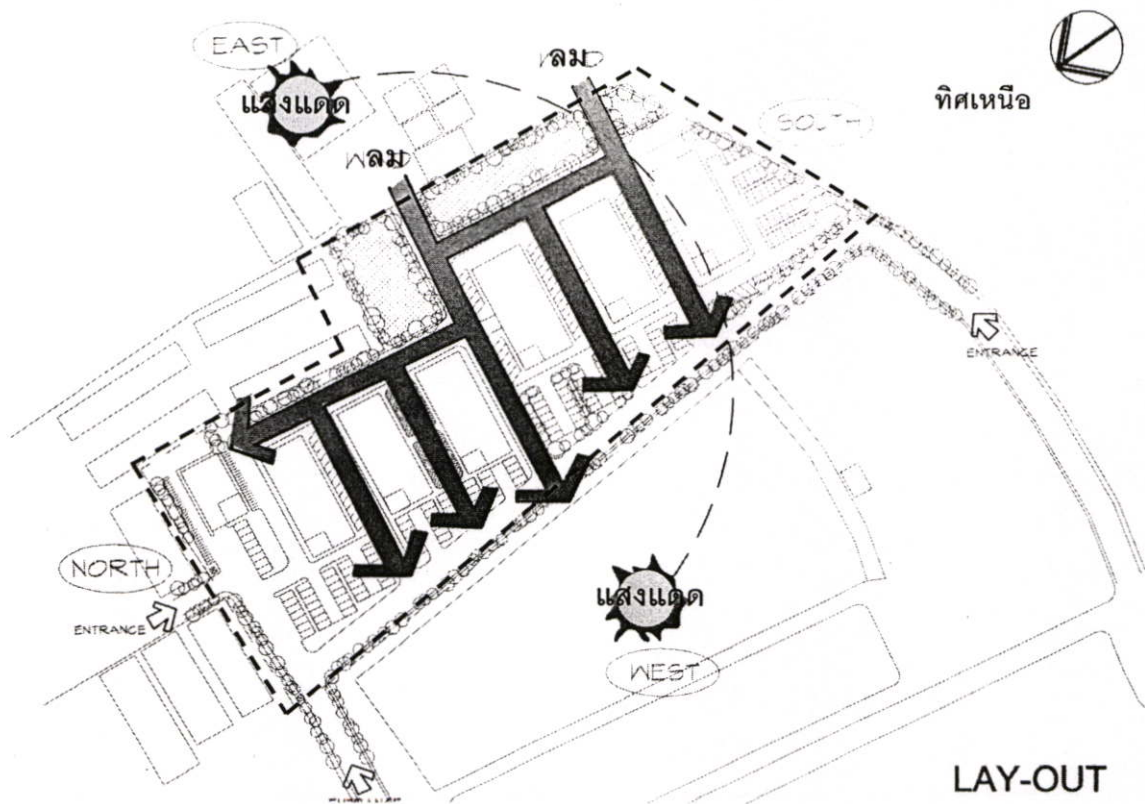 EAST
แสงแดด
ลม
ทิศเหนือ
SOUTH
ลม
ENTRANCE
NORTH
ENTRANCE
แสงแดด
WEST
LAY-OUT